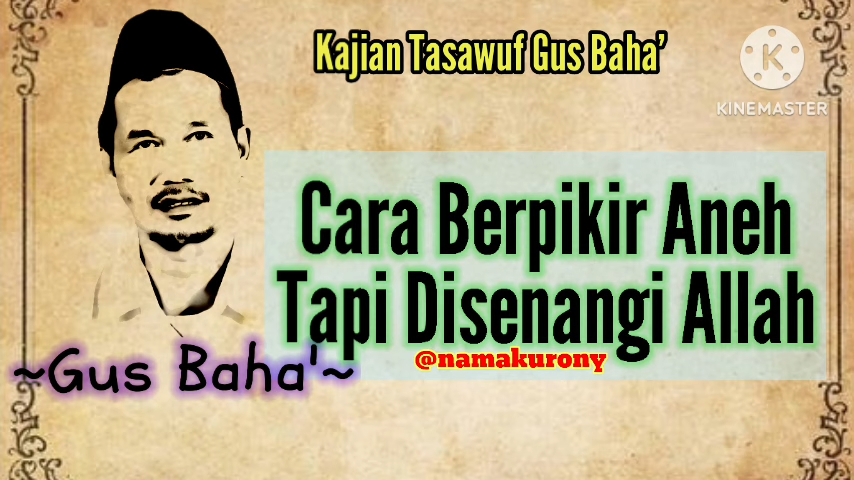 Kajian Tasawuf Gus Baha’
KINEMASTER
Cara Berpikir Aneh
Tapi Disenangi Allah
@namakurony
~Gus Baha'~